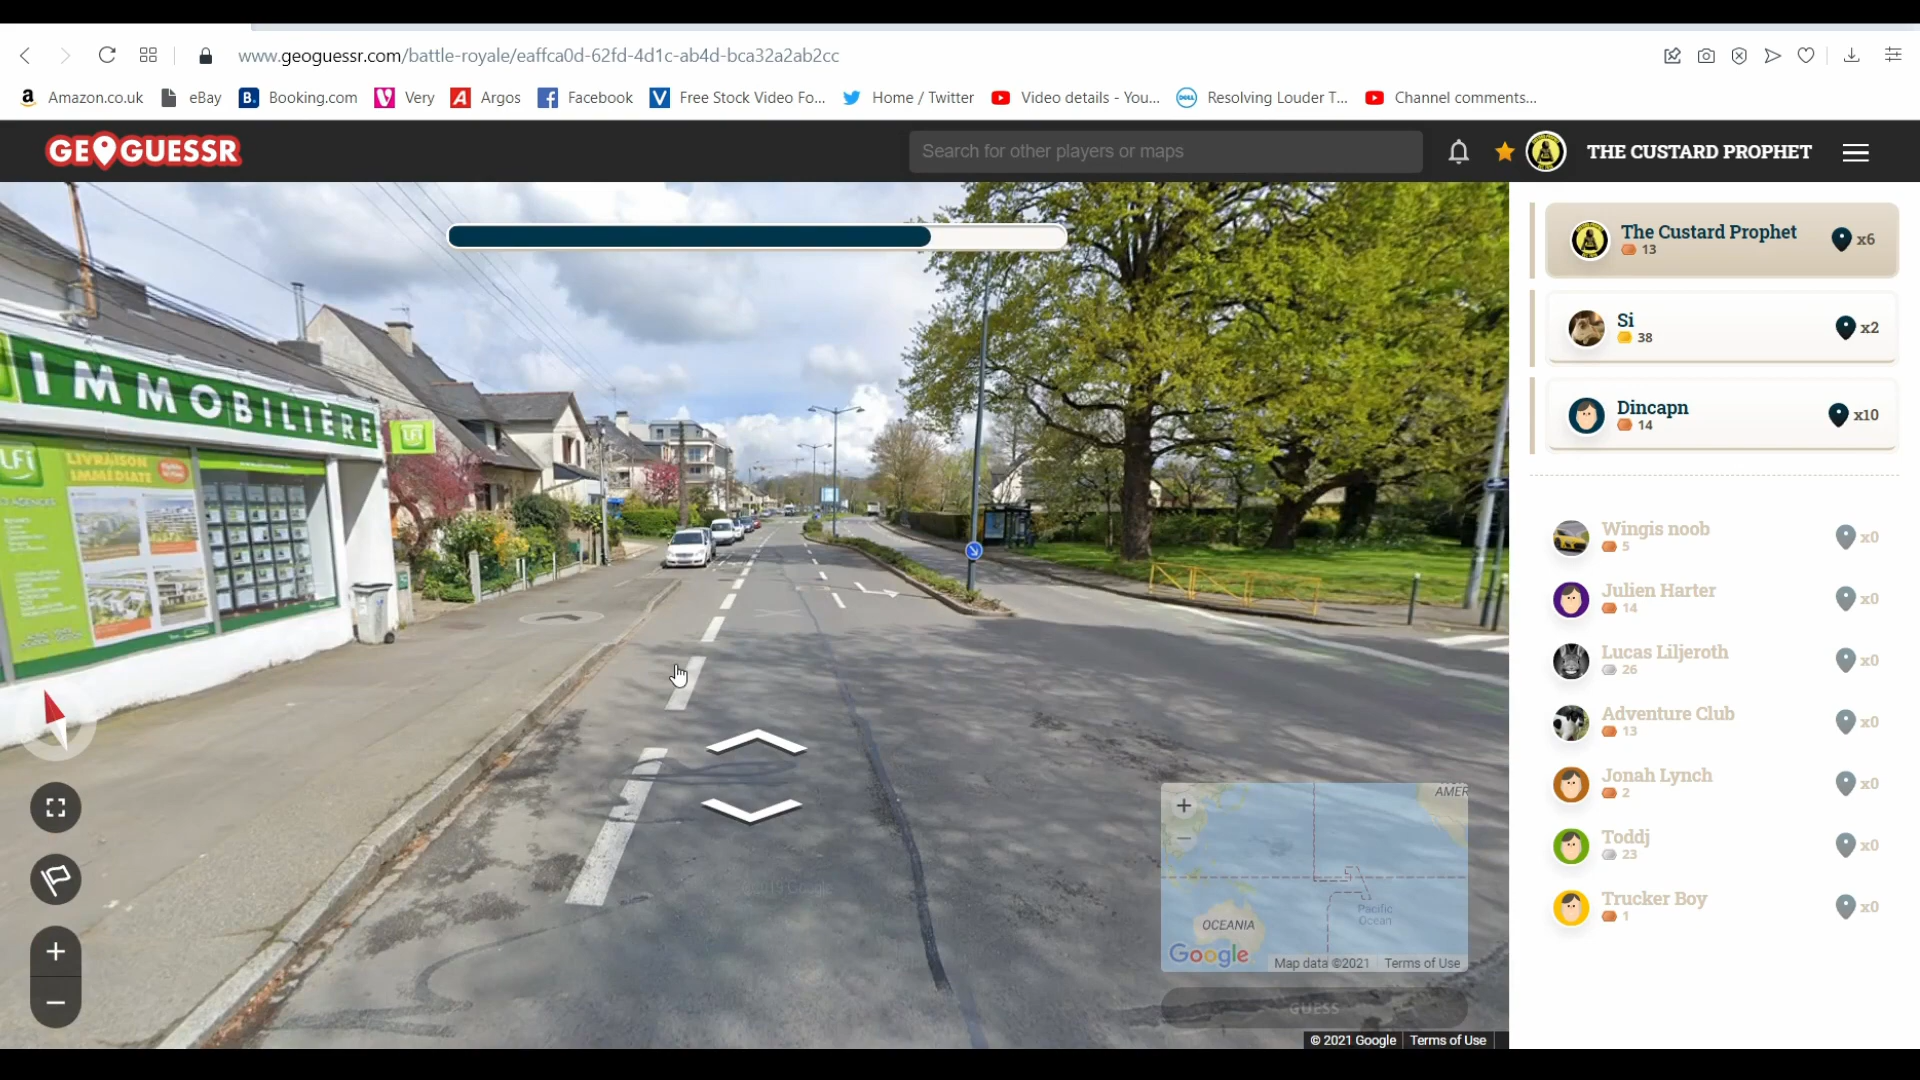 www.geoguessr.com/battle-royale/eaffca0d-62fd-4d1c-ab4d-bca32a2ab2cc
Amazon.co.uk eBay Booking.com Very Argos Facebook Free Stock Video Fo... Home / Twitter Video details - You... Resolving Louder T... Channel comments...
GEOGUESSR
Search for other players or maps
THE CUSTARD PROPHET
The Custard Prophet
13
x6
Si
38
x2
Dincapn
14
x10
Wingis noob
5
x0
Julien Harter
14
x0
Lucas Liljeroth
26
x0
Adventure Club
13
x0
Jonah Lynch
2
x0
Toddj
23
x0
Trucker Boy
1
x0
IMMOBILIÈRE
LFi
LFi
LIVRAISON
IMMÉDIATE
AMER
OCEANIA
Pacific
Ocean
Google
Map data ©2021 Terms of Use
GUESS
© 2021 Google Terms of Use